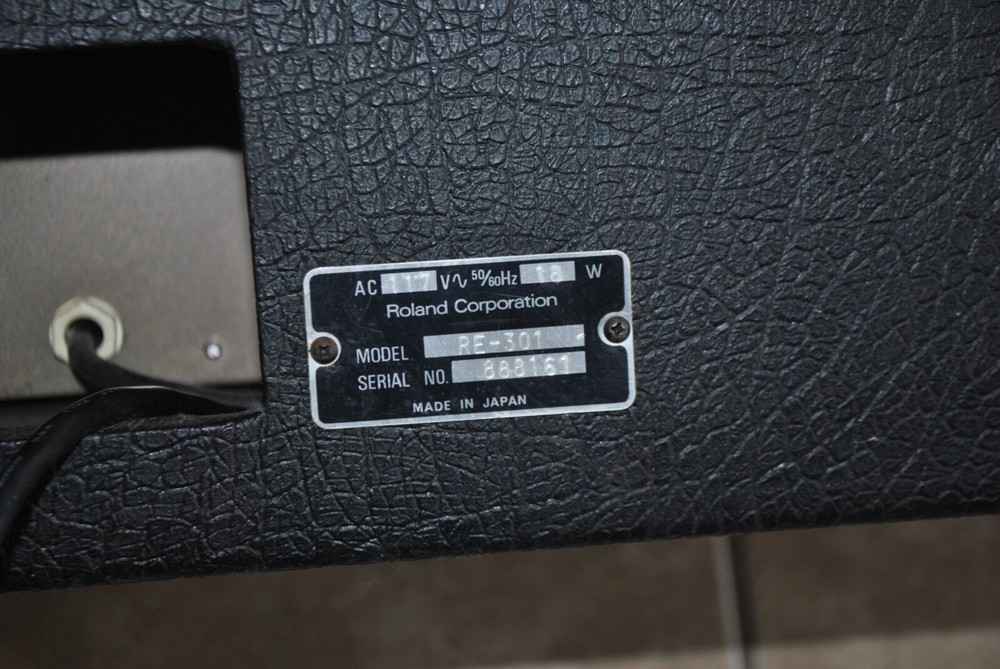 AC 117 V∿ 50/60Hz 18 W
Roland Corporation
MODEL RE-301
SERIAL NO. 868161
MADE IN JAPAN